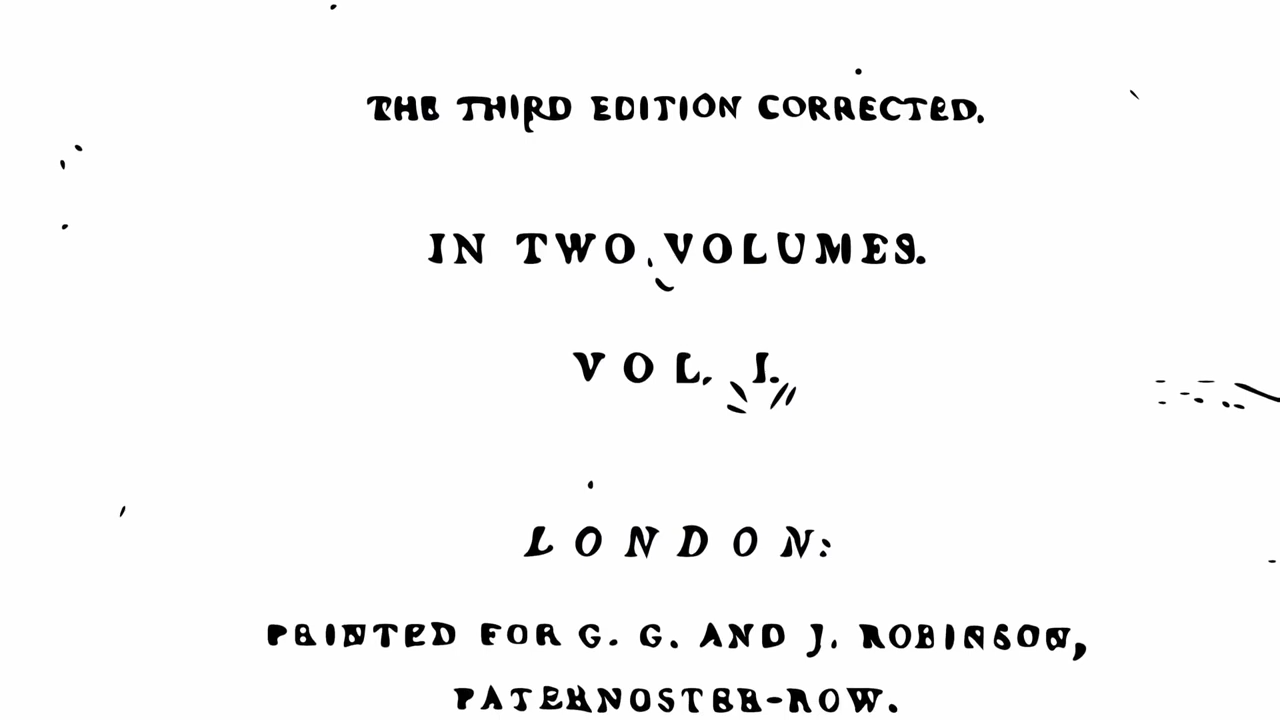 THE THIRD EDITION CORRECTED.
IN TWO VOLUMES.
VOL. I.
LONDON:
PRINTED FOR G. G. AND J. ROBINSON,
PATERNOSTER-ROW.